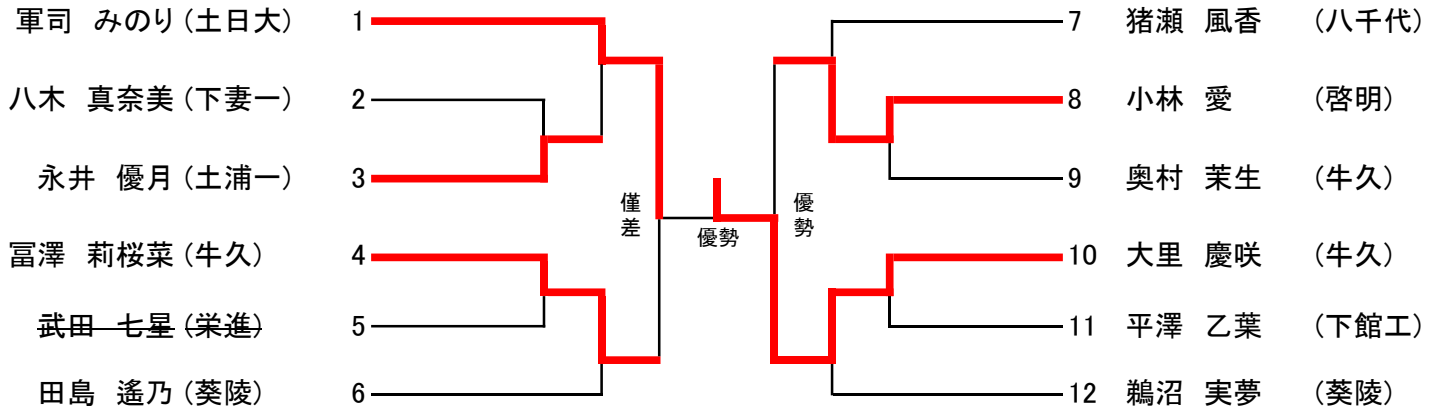 軍司 みのり (土日大) 1
八木 真奈美 (下妻一) 2
永井 優月 (土浦一) 3
冨澤 莉桜菜 (牛久) 4
武田 七星 (栄進) 5
田島 遙乃 (葵陵) 6
僅差
優勢
優勢
7 猪瀬 風香 (八千代)
8 小林 愛 (啓明)
9 奥村 茉生 (牛久)
10 大里 慶咲 (牛久)
11 平澤 乙葉 (下館工)
12 鵜沼 実夢 (葵陵)